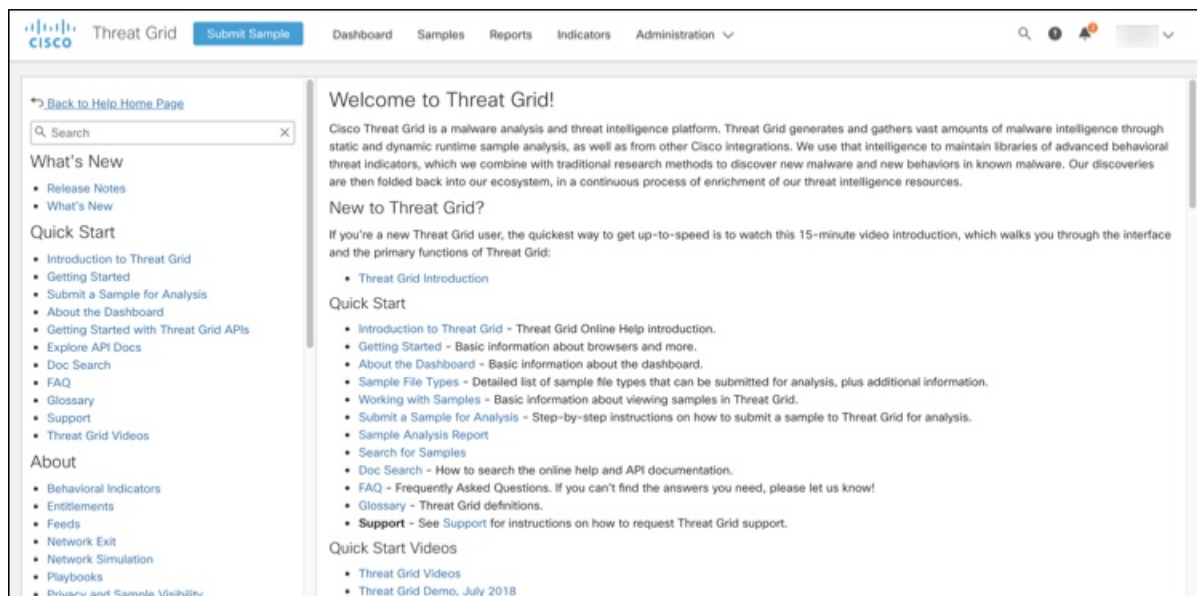 CISCO
Threat Grid
Submit Sample
Dashboard
Samples
Reports
Indicators
Administration
Back to Help Home Page
Search
What's New
Release Notes
What's New
Quick Start
Introduction to Threat Grid
Getting Started
Submit a Sample for Analysis
About the Dashboard
Getting Started with Threat Grid APIs
Explore API Docs
Doc Search
FAQ
Glossary
Support
Threat Grid Videos
About
Behavioral Indicators
Entitlements
Feeds
Network Exit
Network Simulation
Playbooks
Privacy and Sample Visibility
Welcome to Threat Grid!
Cisco Threat Grid is a malware analysis and threat intelligence platform. Threat Grid generates and gathers vast amounts of malware intelligence through
static and dynamic runtime sample analysis, as well as from other Cisco integrations. We use that intelligence to maintain libraries of advanced behavioral
threat indicators, which we combine with traditional research methods to discover new malware and new behaviors in known malware. Our discoveries
are then folded back into our ecosystem, in a continuous process of enrichment of our threat intelligence resources.
New to Threat Grid?
If you're a new Threat Grid user, the quickest way to get up-to-speed is to watch this 15-minute video introduction, which walks you through the interface
and the primary functions of Threat Grid:
Threat Grid Introduction
Quick Start
Introduction to Threat Grid - Threat Grid Online Help introduction.
Getting Started - Basic information about browsers and more.
About the Dashboard - Basic information about the dashboard.
Sample File Types - Detailed list of sample file types that can be submitted for analysis, plus additional information.
Working with Samples - Basic information about viewing samples in Threat Grid.
Submit a Sample for Analysis - Step-by-step instructions on how to submit a sample to Threat Grid for analysis.
Sample Analysis Report
Search for Samples
Doc Search - How to search the online help and API documentation.
FAQ - Frequently Asked Questions. If you can't find the answers you need, please let us know!
Glossary - Threat Grid definitions.
Support - See Support for instructions on how to request Threat Grid support.
Quick Start Videos
Threat Grid Videos
Threat Grid Demo, July 2018